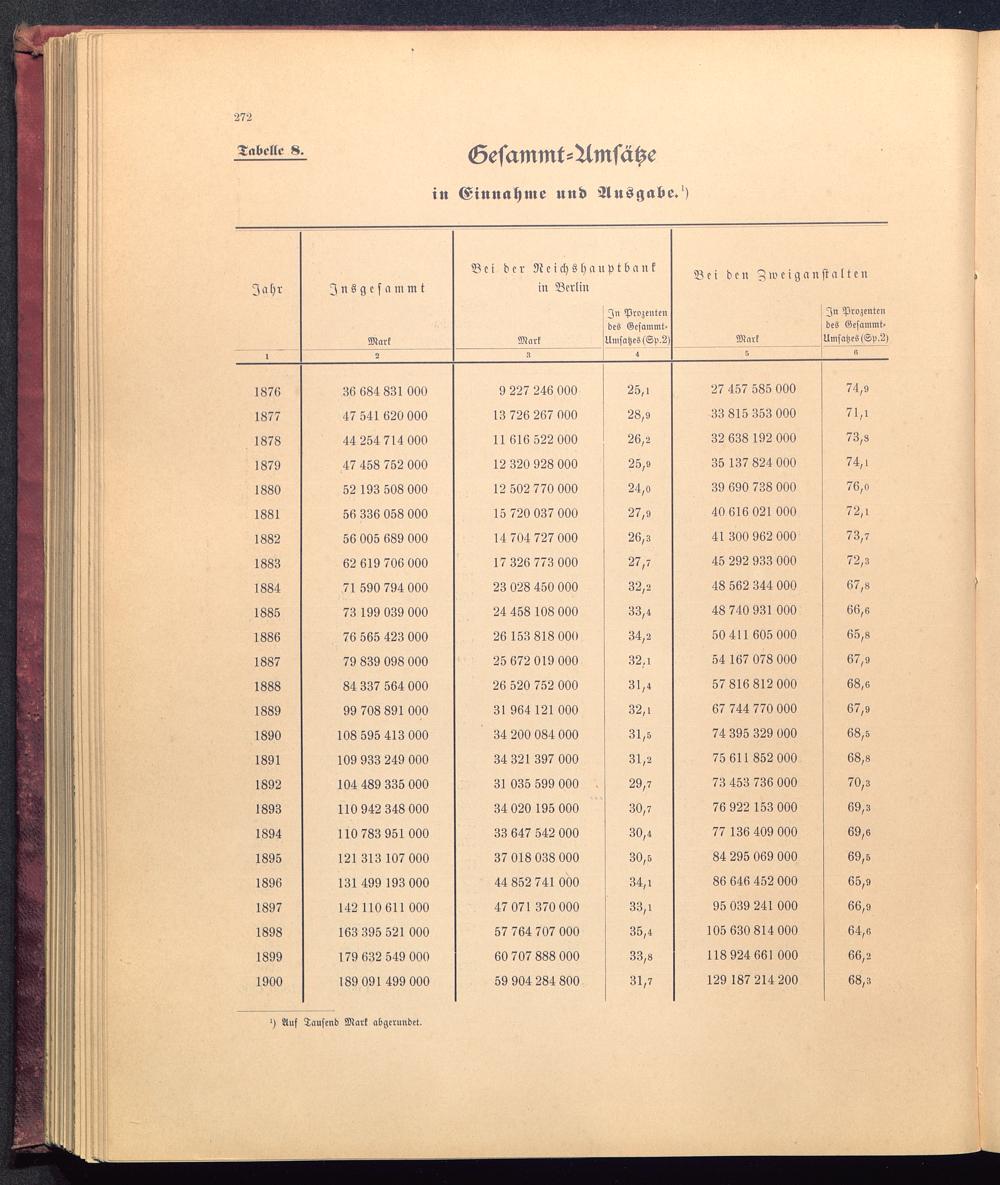 272
Tabelle 8.
Geſammt=Umſätze
in Einnahme und Ausgabe.¹)
Jahr Insgeſammt Bei der Reichshauptbank in Berlin Bei den Zweiganſtalten
Mark Mark In Prozenten des Geſammt-Umſatzes (Sp.2) Mark In Prozenten des Geſammt-Umſatzes (Sp.2)
1 2 3 4 5 6
1876 36 684 831 000 9 227 246 000 25,1 27 457 585 000 74,9
1877 47 541 620 000 13 726 267 000 28,9 33 815 353 000 71,1
1878 44 254 714 000 11 616 522 000 26,2 32 638 192 000 73,8
1879 47 458 752 000 12 320 928 000 25,9 35 137 824 000 74,1
1880 52 193 508 000 12 502 770 000 24,0 39 690 738 000 76,0
1881 56 336 058 000 15 720 037 000 27,9 40 616 021 000 72,1
1882 56 005 689 000 14 704 727 000 26,3 41 300 962 000 73,7
1883 62 619 706 000 17 326 773 000 27,7 45 292 933 000 72,3
1884 71 590 794 000 23 028 450 000 32,2 48 562 344 000 67,8
1885 73 199 039 000 24 458 108 000 33,4 48 740 931 000 66,6
1886 76 565 423 000 26 153 818 000 34,2 50 411 605 000 65,8
1887 79 839 098 000 25 672 019 000 32,1 54 167 078 000 67,9
1888 84 337 564 000 26 520 752 000 31,4 57 816 812 000 68,6
1889 99 708 891 000 31 964 121 000 32,1 67 744 770 000 67,9
1890 108 595 413 000 34 200 084 000 31,5 74 395 329 000 68,5
1891 109 933 249 000 34 321 397 000 31,2 75 611 852 000 68,8
1892 104 489 335 000 31 035 599 000 29,7 73 453 736 000 70,3
1893 110 942 348 000 34 020 195 000 30,7 76 922 153 000 69,3
1894 110 783 951 000 33 647 542 000 30,4 77 136 409 000 69,6
1895 121 313 107 000 37 018 038 000 30,5 84 295 069 000 69,5
1896 131 499 193 000 44 852 741 000 34,1 86 646 452 000 65,9
1897 142 110 611 000 47 071 370 000 33,1 95 039 241 000 66,9
1898 163 395 521 000 57 764 707 000 35,4 105 630 814 000 64,6
1899 179 632 549 000 60 707 888 000 33,8 118 924 661 000 66,2
1900 189 091 499 000 59 904 284 800 31,7 129 187 214 200 68,3
¹) Auf Tauſend Mark abgerundet.